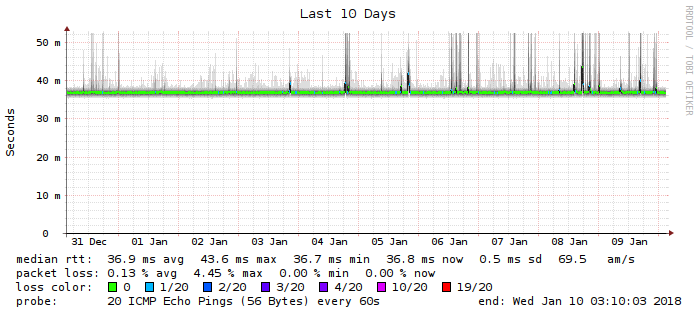 Last 10 Days
RRDTOOL / TOBI OETIKER
Seconds
50 m
40 m
30 m
20 m
10 m
0
31 Dec 01 Jan 02 Jan 03 Jan 04 Jan 05 Jan 06 Jan 07 Jan 08 Jan 09 Jan
median rtt: 36.9 ms avg 43.6 ms max 36.7 ms min 36.8 ms now 0.5 ms sd 69.5 am/s
packet loss: 0.13 % avg 4.45 % max 0.00 % min 0.00 % now
loss color: 0 1/20 2/20 3/20 4/20 10/20 19/20
probe: 20 ICMP Echo Pings (56 Bytes) every 60s end: Wed Jan 10 03:10:03 2018